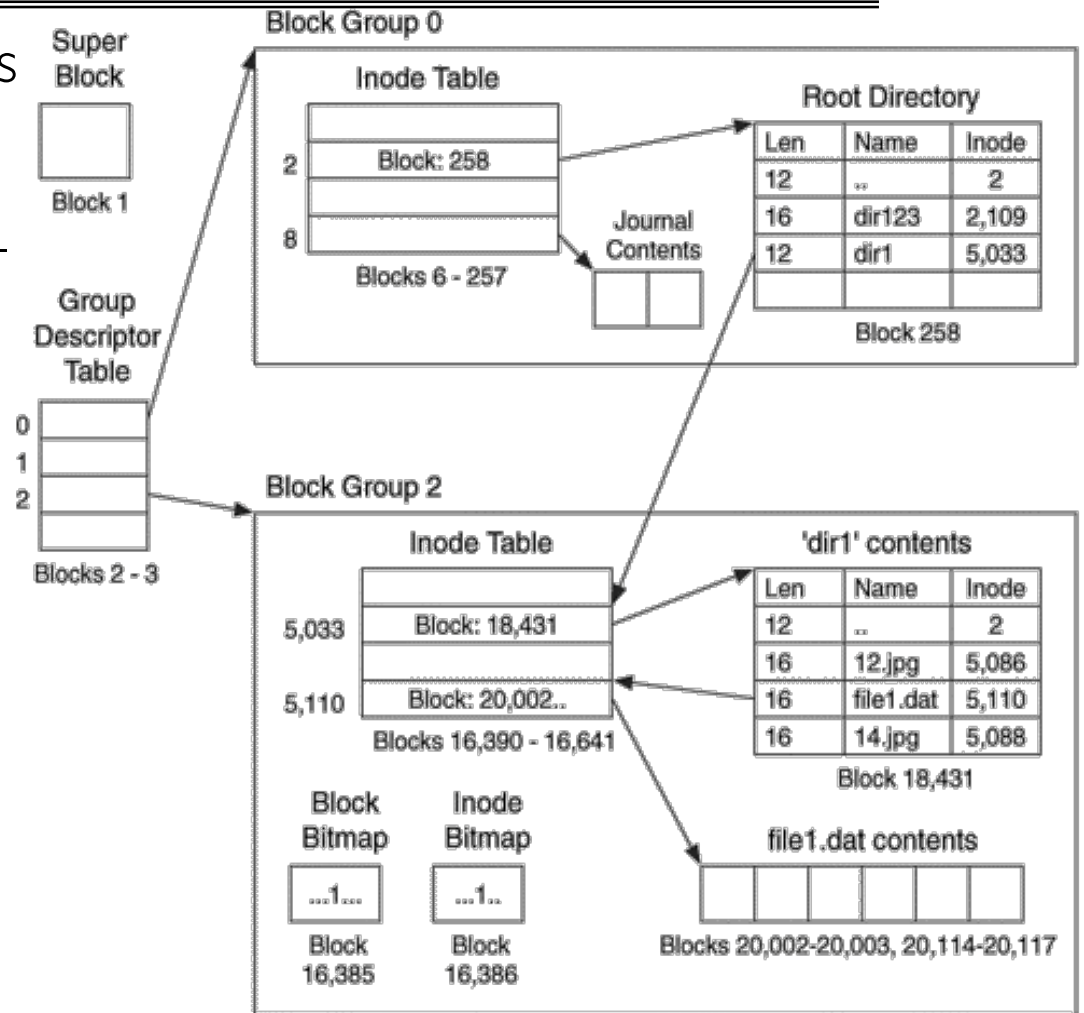 S
Super
Block
Block 1
Group
Descriptor
Table
0
1
2
Blocks 2 - 3
Block Group 0
Inode Table
2
Block: 258
8
Blocks 6 - 257
Journal
Contents
Root Directory
Len Name Inode
12 .. 2
16 dir123 2,109
12 dir1 5,033
Block 258
Block Group 2
Inode Table
5,033
Block: 18,431
5,110
Block: 20,002..
Blocks 16,390 - 16,641
'dir1' contents
Len Name Inode
12 .. 2
16 12.jpg 5,086
16 file1.dat 5,110
16 14.jpg 5,088
Block 18,431
Block
Bitmap
...1...
Block
16,385
Inode
Bitmap
...1..
Block
16,386
file1.dat contents
Blocks 20,002-20,003, 20,114-20,117